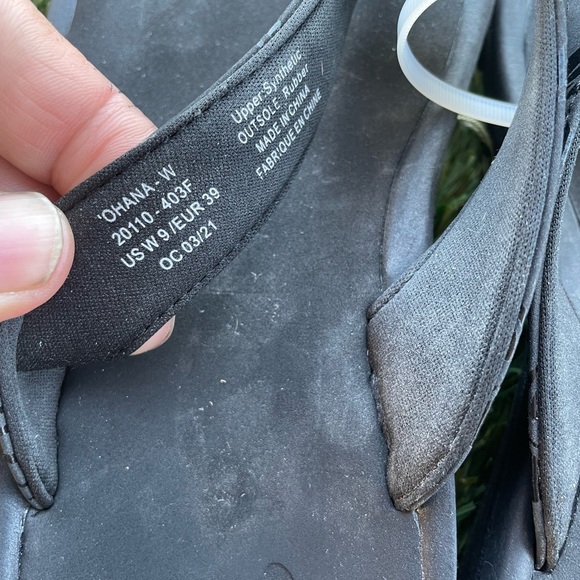 'OHANA - W
20110 - 403F
US W 9 / EUR 39
OC 03/21
Upper-Synthetic
OUTSOLE Rubber
MADE IN CHINA
FABRIQUE EN CHINE